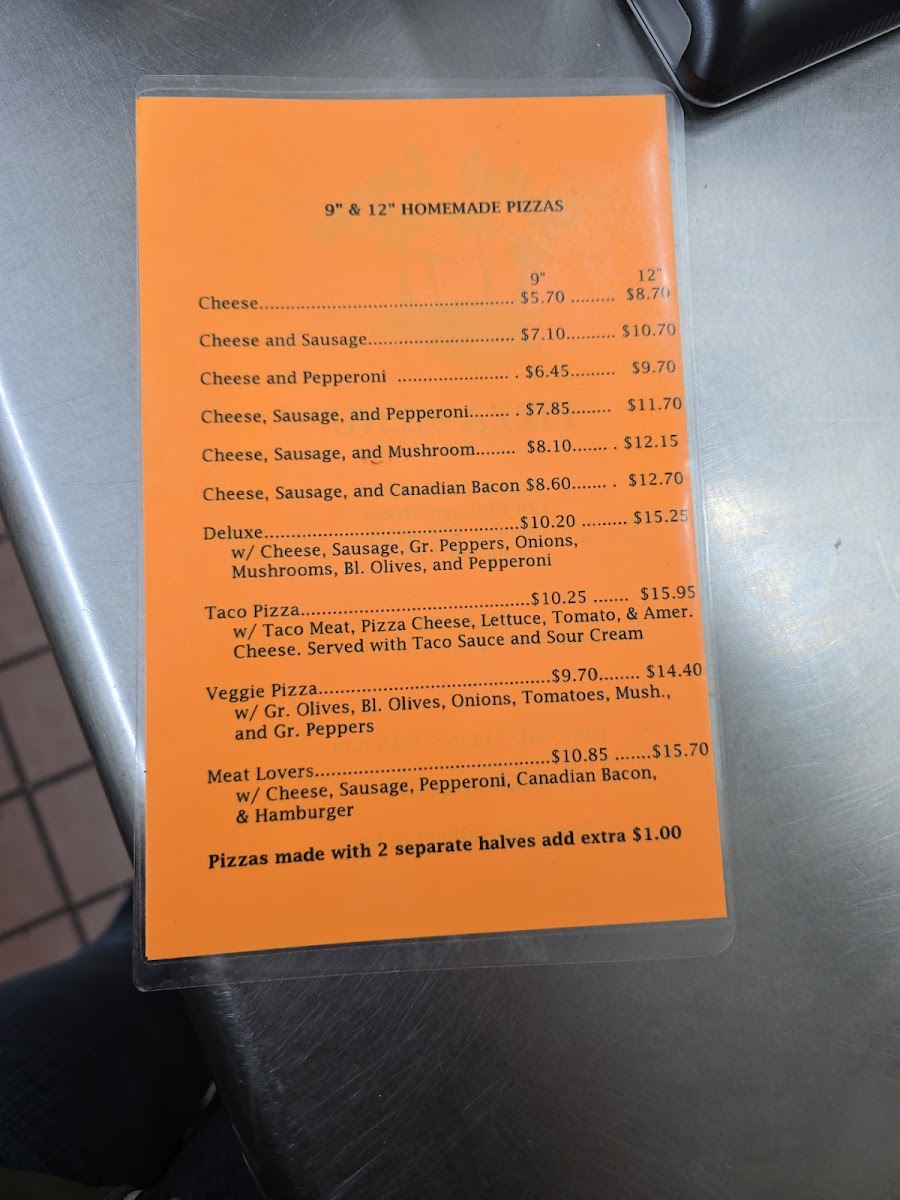 9" & 12" HOMEMADE PIZZAS
9" 12"
Cheese.................................................. $5.70 ......... $8.70
Cheese and Sausage............................. $7.10.......... $10.70
Cheese and Pepperoni ...................... . $6.45......... $9.70
Cheese, Sausage, and Pepperoni........ . $7.85........ $11.70
Cheese, Sausage, and Mushroom........ $8.10....... . $12.15
Cheese, Sausage, and Canadian Bacon $8.60....... . $12.70
Deluxe..................................................$10.20 ......... $15.25
w/ Cheese, Sausage, Gr. Peppers, Onions,
Mushrooms, Bl. Olives, and Pepperoni
Taco Pizza.............................................$10.25 ....... $15.95
w/ Taco Meat, Pizza Cheese, Lettuce, Tomato, & Amer.
Cheese. Served with Taco Sauce and Sour Cream
Veggie Pizza.............................................$9.70........ $14.40
w/ Gr. Olives, Bl. Olives, Onions, Tomatoes, Mush.,
and Gr. Peppers
Meat Lovers..............................................$10.85 .......$15.70
w/ Cheese, Sausage, Pepperoni, Canadian Bacon,
& Hamburger
Pizzas made with 2 separate halves add extra $1.00